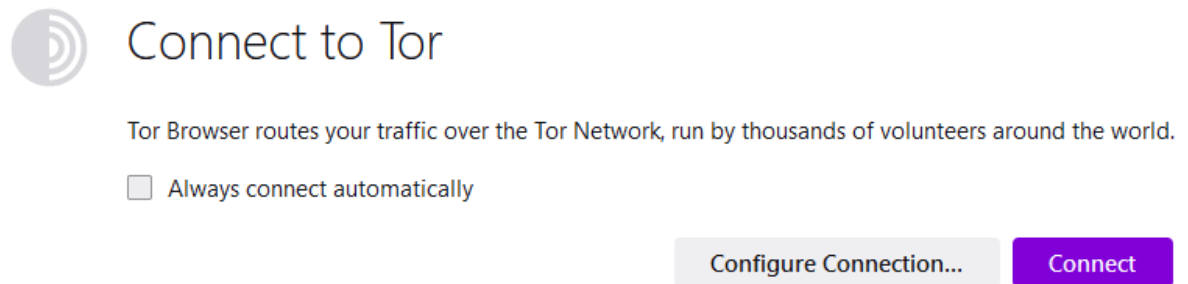 Connect to Tor
Tor Browser routes your traffic over the Tor Network, run by thousands of volunteers around the world.
Always connect automatically
Configure Connection... Connect